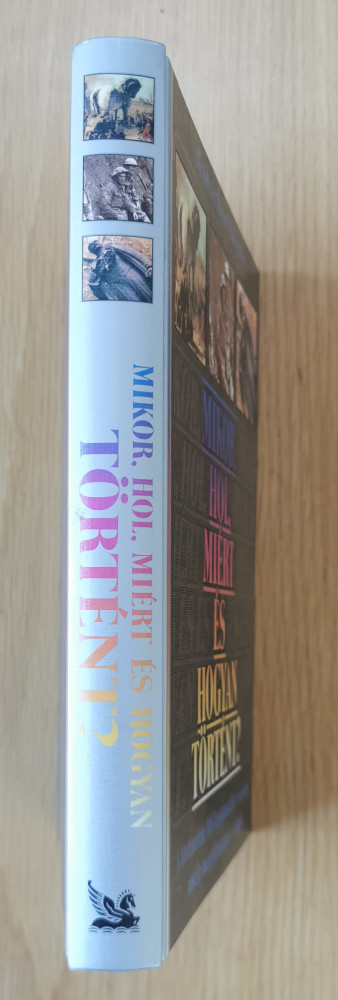 MIKOR, HOL, MIÉRT ÉS HOGYAN
TÖRTÉNT?
MIKOR,
HOL,
MIÉRT
ÉS
HOGYAN
TÖRTÉNT?